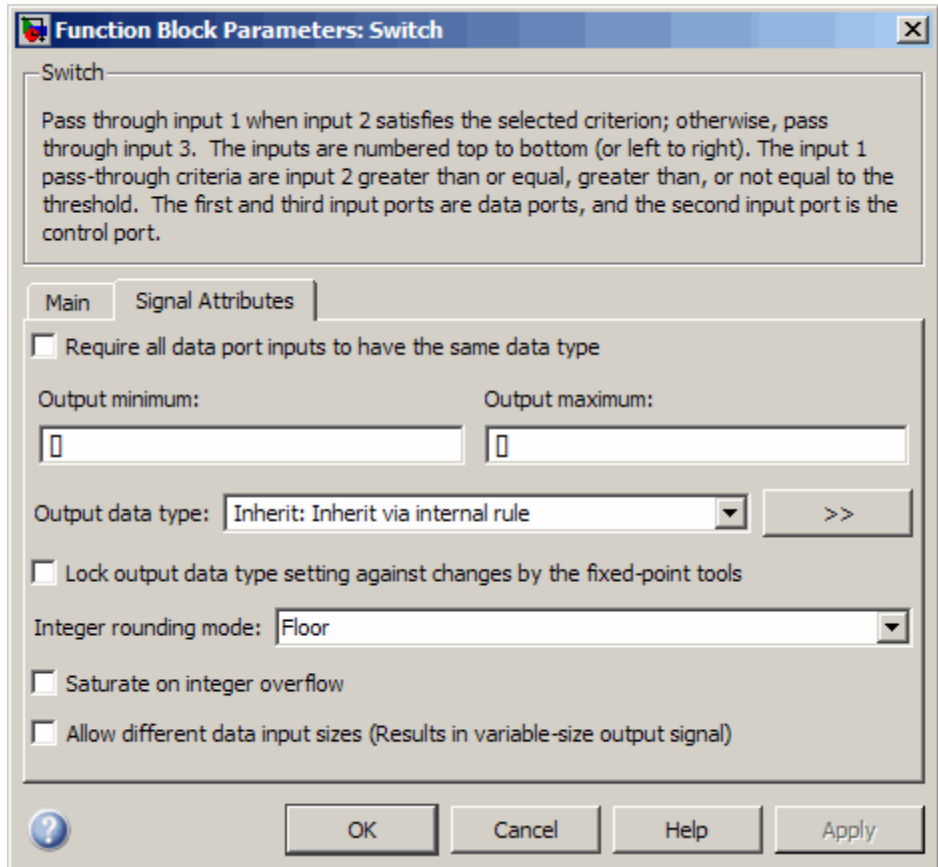 Function Block Parameters: Switch
Switch
Pass through input 1 when input 2 satisfies the selected criterion; otherwise, pass
through input 3. The inputs are numbered top to bottom (or left to right). The input 1
pass-through criteria are input 2 greater than or equal, greater than, or not equal to the
threshold. The first and third input ports are data ports, and the second input port is the
control port.
Main Signal Attributes
Require all data port inputs to have the same data type
Output minimum: Output maximum:
[] []
Output data type: Inherit: Inherit via internal rule >>
Lock output data type setting against changes by the fixed-point tools
Integer rounding mode: Floor
Saturate on integer overflow
Allow different data input sizes (Results in variable-size output signal)
? OK Cancel Help Apply